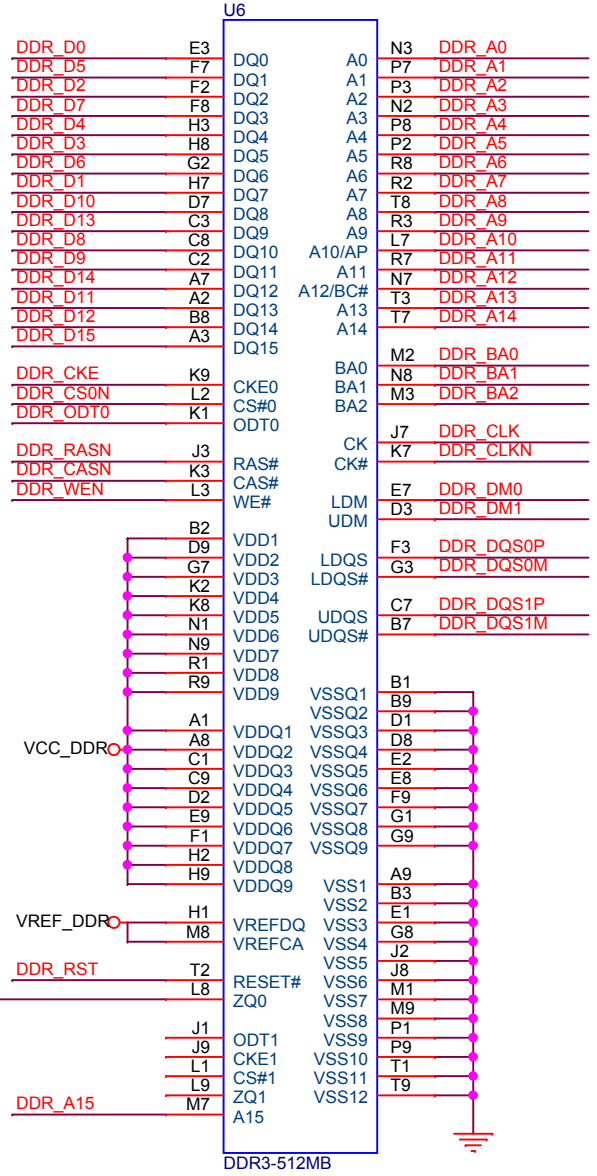 U6
DDR_D0 E3 DQ0 A0 N3 DDR_A0
DDR_D5 F7 DQ1 A1 P7 DDR_A1
DDR_D2 F2 DQ2 A2 P3 DDR_A2
DDR_D7 F8 DQ3 A3 N2 DDR_A3
DDR_D4 H3 DQ4 A4 P8 DDR_A4
DDR_D3 H8 DQ5 A5 P2 DDR_A5
DDR_D6 G2 DQ6 A6 R8 DDR_A6
DDR_D1 H7 DQ7 A7 R2 DDR_A7
DDR_D10 D7 DQ8 A8 T8 DDR_A8
DDR_D13 C3 DQ9 A9 R3 DDR_A9
DDR_D8 C8 DQ10 A10/AP L7 DDR_A10
DDR_D9 C2 DQ11 A11 R7 DDR_A11
DDR_D14 A7 DQ12 A12/BC# N7 DDR_A12
DDR_D11 A2 DQ13 A13 T3 DDR_A13
DDR_D12 B8 DQ14 A14 T7 DDR_A14
DDR_D15 A3 DQ15
BA0 M2 DDR_BA0
DDR_CKE K9 CKE0 BA1 N8 DDR_BA1
DDR_CS0N L2 CS#0 BA2 M3 DDR_BA2
DDR_ODT0 K1 ODT0
CK J7 DDR_CLK
DDR_RASN J3 RAS# CK# K7 DDR_CLKN
DDR_CASN K3 CAS#
DDR_WEN L3 WE# LDM E7 DDR_DM0
UDM D3 DDR_DM1
B2 VDD1
D9 VDD2 LDQS F3 DDR_DQS0P
G7 VDD3 LDQS# G3 DDR_DQS0M
K2 VDD4
K8 VDD5 UDQS C7 DDR_DQS1P
N1 VDD6 UDQS# B7 DDR_DQS1M
N9 VDD7
R1 VDD8
R9 VDD9 VSSQ1 B1
VSSQ2 B9
A1 VDDQ1 VSSQ3 D1
VCC_DDR A8 VDDQ2 VSSQ4 D8
C1 VDDQ3 VSSQ5 E2
C9 VDDQ4 VSSQ6 E8
D2 VDDQ5 VSSQ7 F9
E9 VDDQ6 VSSQ8 G1
F1 VDDQ7 VSSQ9 G9
H2 VDDQ8
H9 VDDQ9 VSS1 A9
VSS2 B3
VREF_DDR H1 VREFDQ VSS3 E1
M8 VREFCA VSS4 G8
VSS5 J2
DDR_RST T2 RESET# VSS6 J8
L8 ZQ0 VSS7 M1
VSS8 M9
J1 ODT1 VSS9 P1
J9 CKE1 VSS10 P9
L1 CS#1 VSS11 T1
L9 ZQ1 VSS12 T9
DDR_A15 M7 A15
DDR3-512MB